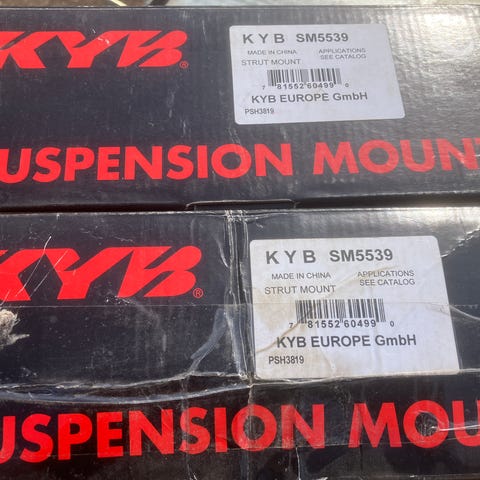 KYB®
K Y B SM5539
MADE IN CHINA APPLICATIONS
STRUT MOUNT SEE CATALOG
7 81552 60499 0
KYB EUROPE GmbH
PSH3819
USPENSION MOUN
KYB®
K Y B SM5539
MADE IN CHINA APPLICATIONS
STRUT MOUNT SEE CATALOG
7 81552 60499 0
KYB EUROPE GmbH
PSH3819
USPENSION MOU